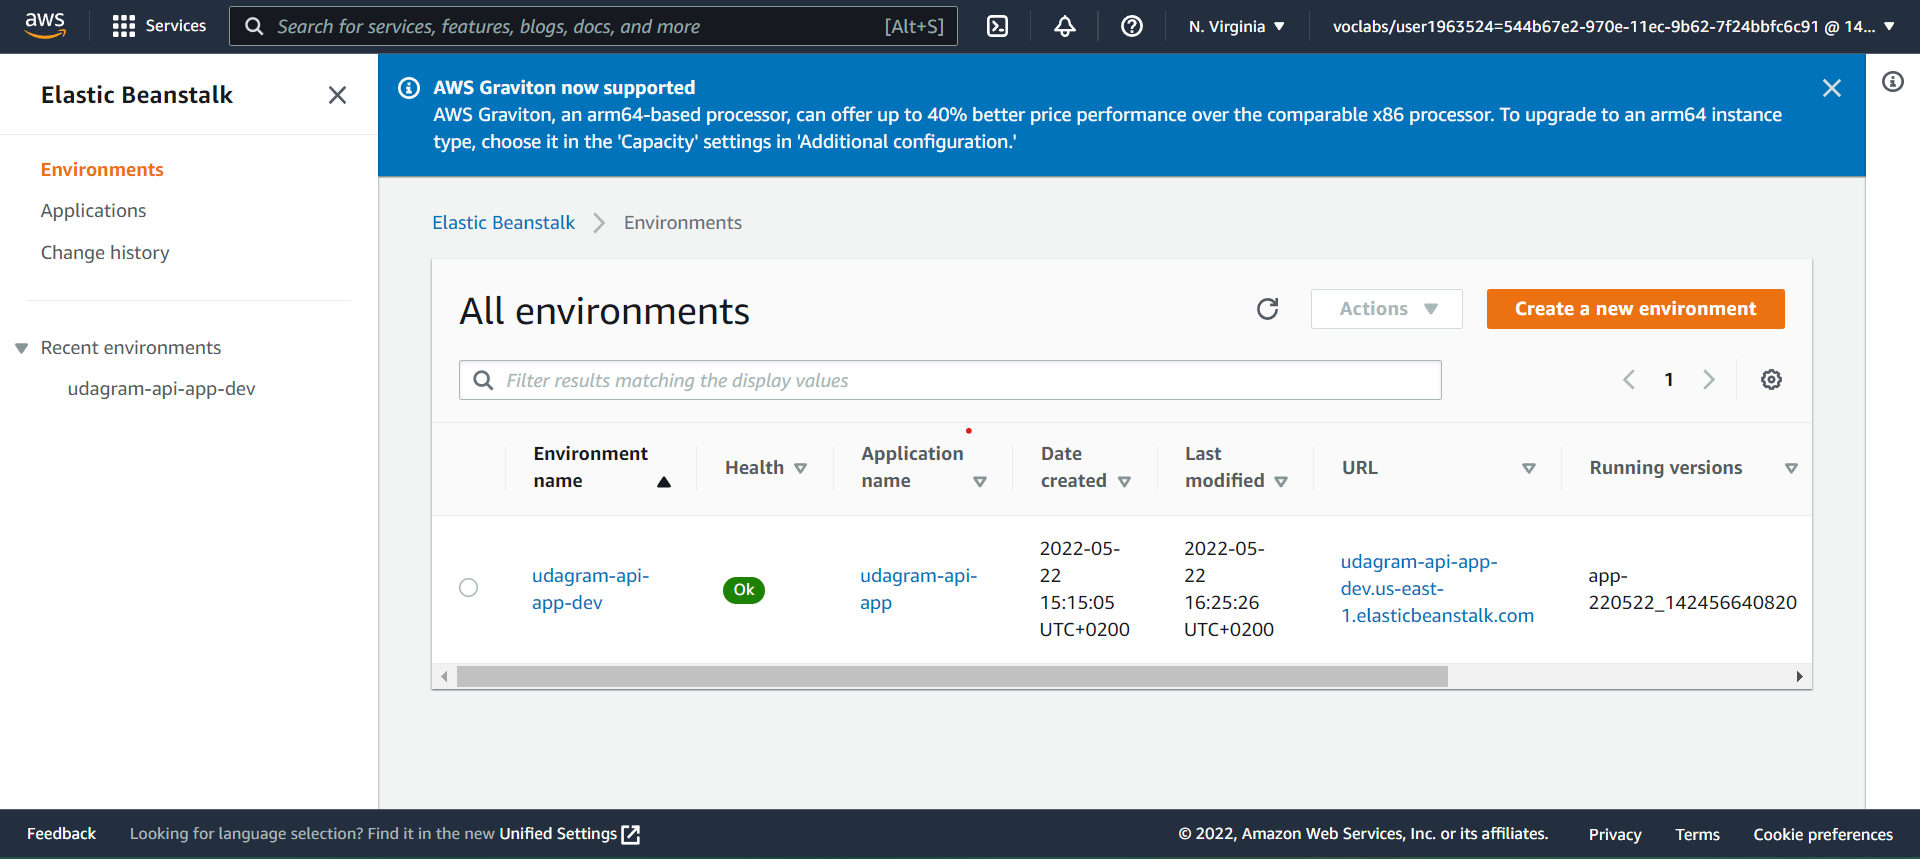 aws
Services
Search for services, features, blogs, docs, and more
[Alt+S]
N. Virginia
voclabs/user1963524=544b67e2-970e-11ec-9b62-7f24bbfc6c91 @ 14...
Elastic Beanstalk
Environments
Applications
Change history
Recent environments
udagram-api-app-dev
AWS Graviton now supported
AWS Graviton, an arm64-based processor, can offer up to 40% better price performance over the comparable x86 processor. To upgrade to an arm64 instance
type, choose it in the 'Capacity' settings in 'Additional configuration.'
Elastic Beanstalk
Environments
All environments
Actions
Create a new environment
Filter results matching the display values
1
Environment
name
Health
Application
name
Date
created
Last
modified
URL
Running versions
udagram-api-
app-dev
Ok
udagram-api-
app
2022-05-
22
15:15:05
UTC+0200
2022-05-
22
16:25:26
UTC+0200
udagram-api-app-
dev.us-east-
1.elasticbeanstalk.com
app-
220522_142456640820
Feedback
Looking for language selection? Find it in the new Unified Settings
© 2022, Amazon Web Services, Inc. or its affiliates.
Privacy
Terms
Cookie preferences